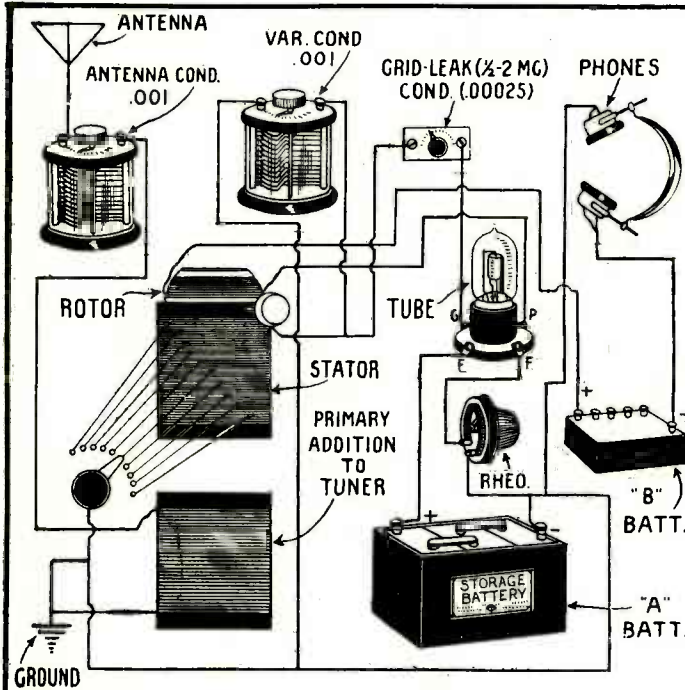 ANTENNA
ANTENNA COND.
.001
VAR. COND
.001
GRID-LEAK (½-2 MG)
COND. (.00025)
PHONES
ROTOR
STATOR
TUBE
G
P
E
F
+
-
PRIMARY
ADDITION
TO
TUNER
RHEO.
+
-
"B"
BATT.
STORAGE
BATTERY
"A"
BATT.
GROUND